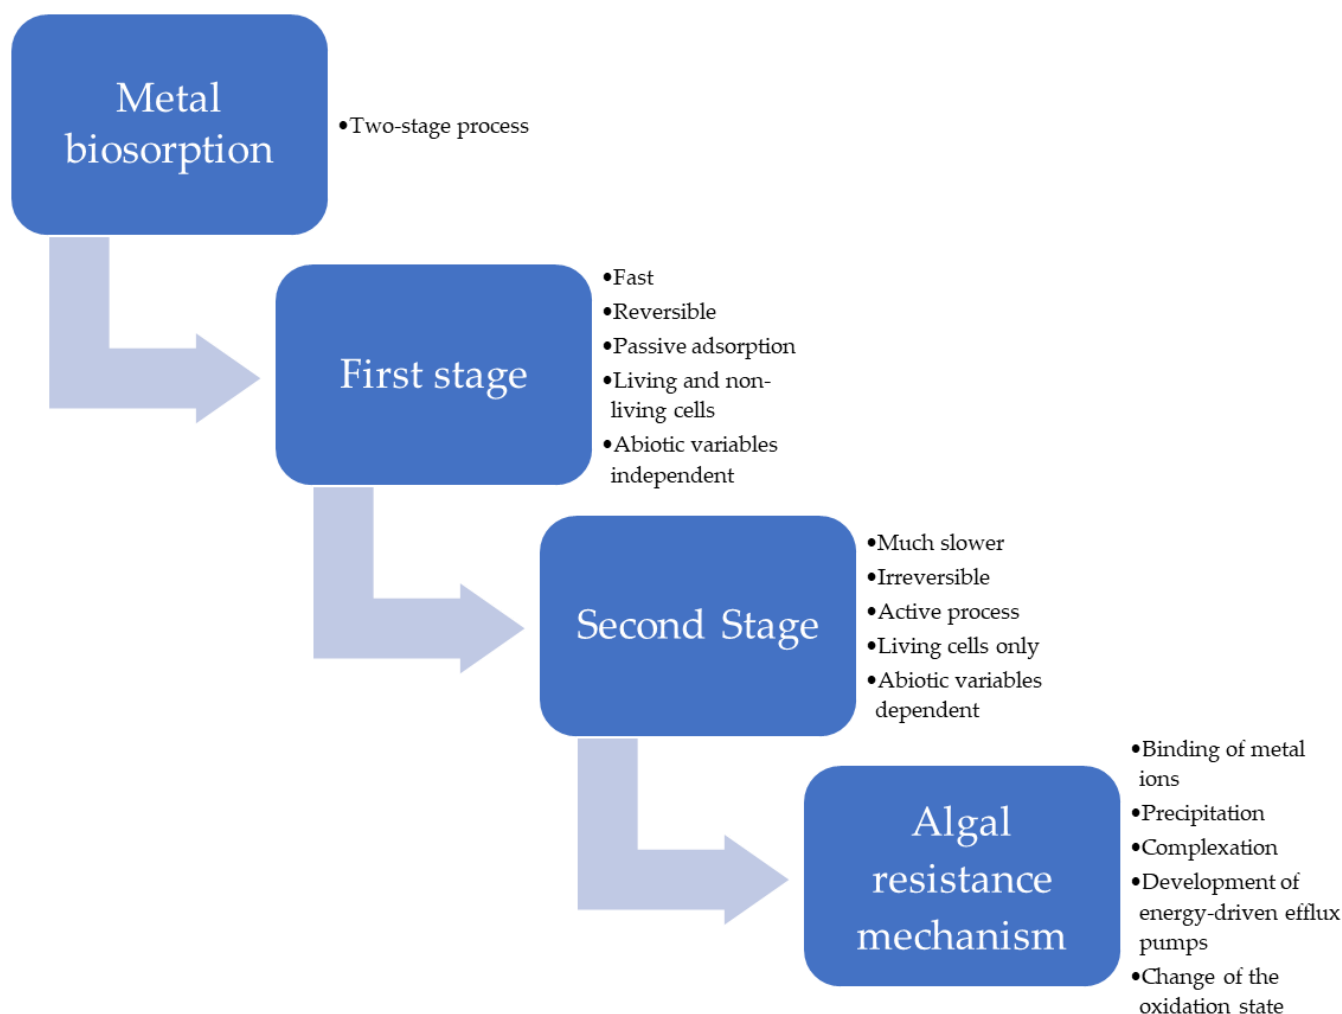 Metal
biosorption
•Two-stage process
First stage
•Fast
•Reversible
•Passive adsorption
•Living and non-
living cells
•Abiotic variables
independent
Second Stage
•Much slower
•Irreversible
•Active process
•Living cells only
•Abiotic variables
dependent
Algal
resistance
mechanism
•Binding of metal
ions
•Precipitation
•Complexation
•Development of
energy-driven efflux
pumps
•Change of the
oxidation state